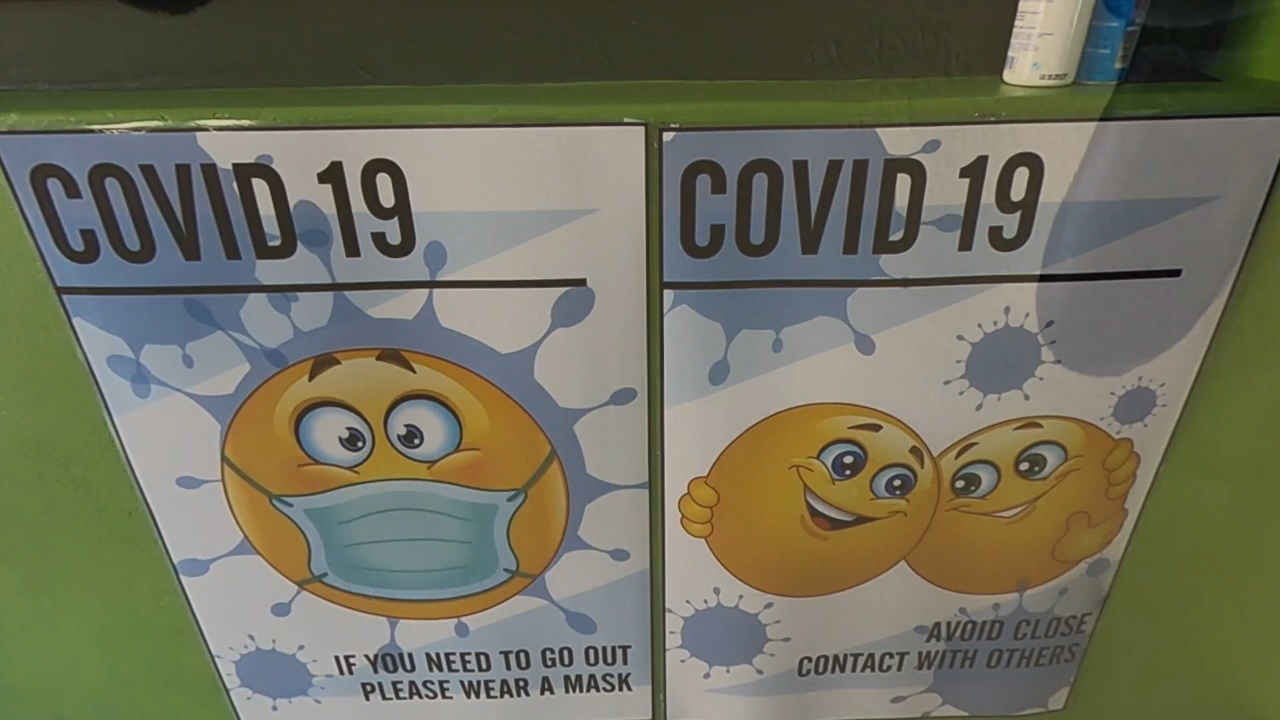 COVID 19
IF YOU NEED TO GO OUT
PLEASE WEAR A MASK
COVID 19
AVOID CLOSE
CONTACT WITH OTHERS